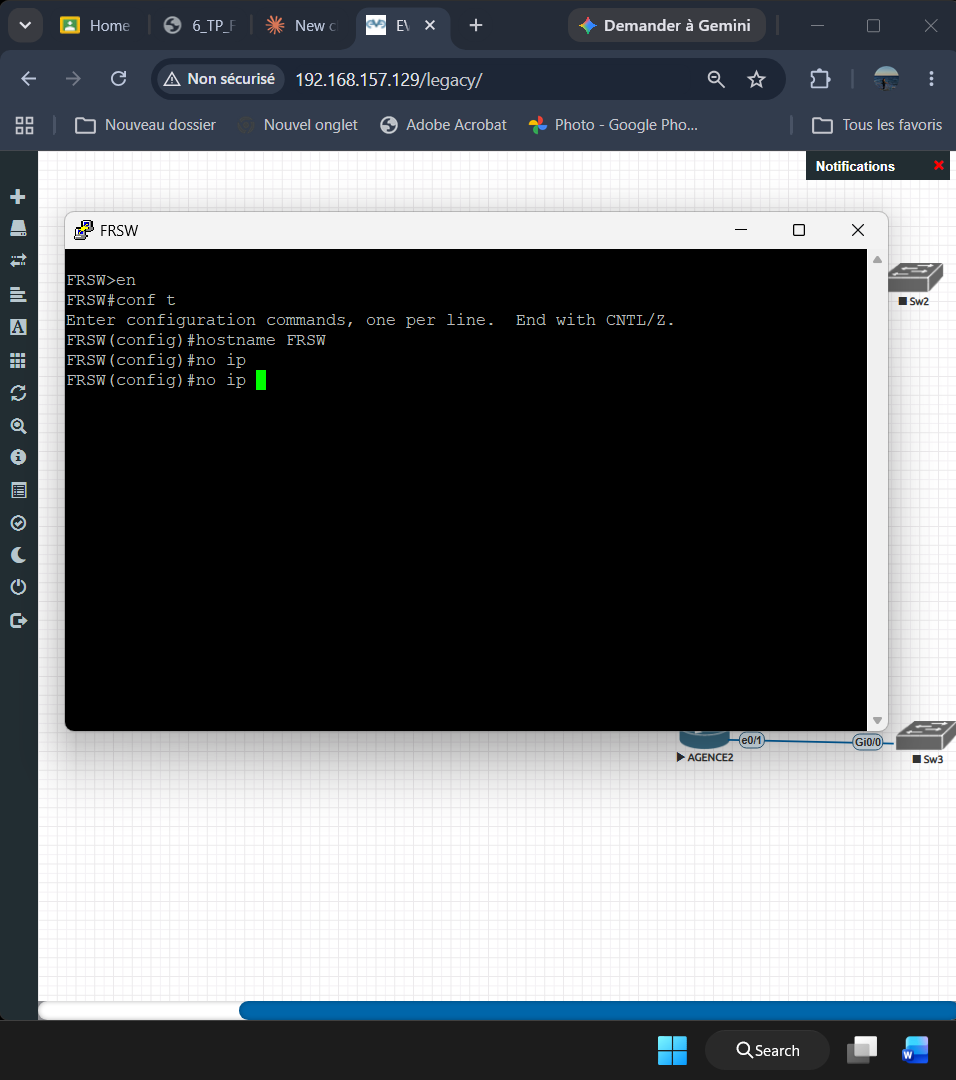 Home
6_TP_F
New c
EV
Demander à Gemini
Non sécurisé
192.168.157.129/legacy/
Nouveau dossier
Nouvel onglet
Adobe Acrobat
Photo - Google Pho...
Tous les favoris
Notifications
FRSW
FRSW>en
FRSW#conf t
Enter configuration commands, one per line.  End with CNTL/Z.
FRSW(config)#hostname FRSW
FRSW(config)#no ip
FRSW(config)#no ip
Sw2
e0/1
Gi0/0
AGENCE2
Sw3
Search